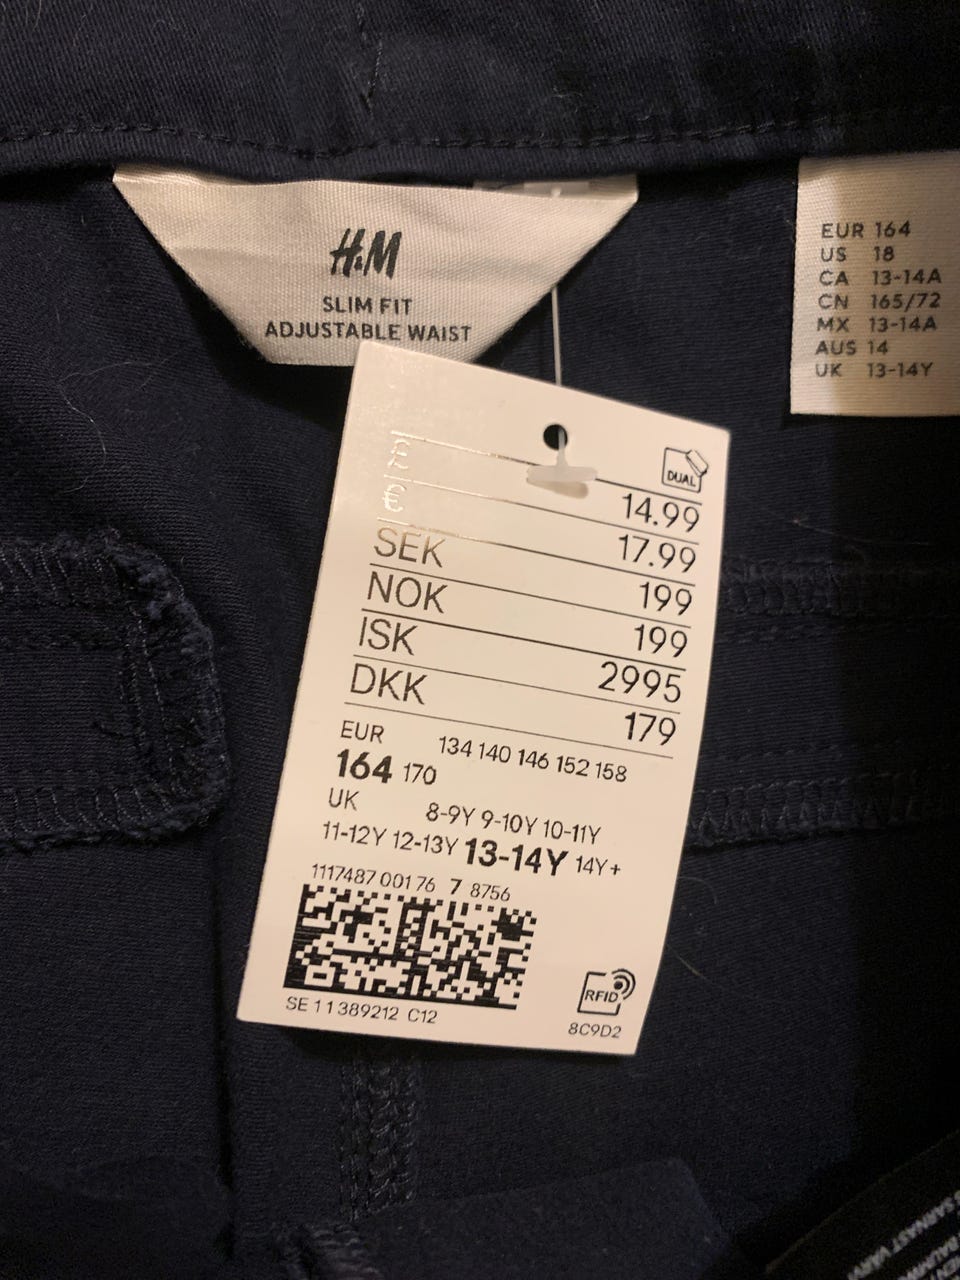 H&M
SLIM FIT
ADJUSTABLE WAIST
EUR 164
US 18
CA 13-14A
CN 165/72
MX 13-14A
AUS 14
UK 13-14Y
DUAL
£ 14.99
€ 17.99
SEK 199
NOK 199
ISK 2995
DKK 179
EUR 134 140 146 152 158
164 170
UK 8-9Y 9-10Y 10-11Y
11-12Y 12-13Y 13-14Y 14Y+
1117487 00176 7 8756
SE 11389212 C12
RFID
8C9D2